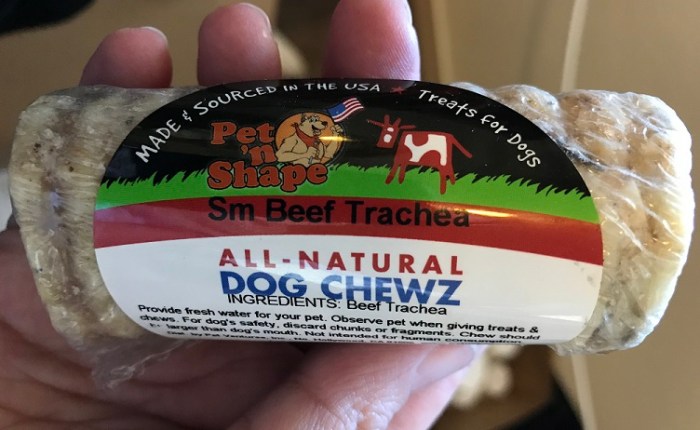 MADE & SOURCED IN THE USA ★ Treats for Dogs
Pet
'n
Shape
Sm Beef Trachea
ALL-NATURAL
DOG CHEWZ
INGREDIENTS: Beef Trachea
Provide fresh water for your pet. Observe pet when giving treats &
chews. For dog's safety, discard chunks or fragments. Chew should
larger than dog's mouth. Not intended for human consumption.